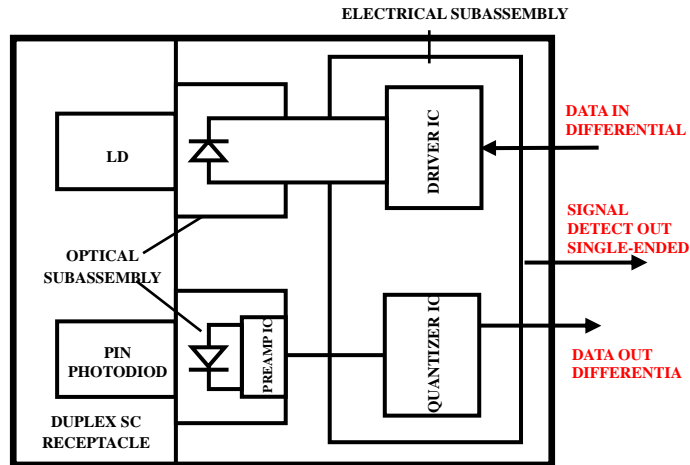 ELECTRICAL SUBASSEMBLY
DATA IN
DIFFERENTIAL
DRIVER IC
LD
SIGNAL
DETECT OUT
SINGLE-ENDED
OPTICAL
SUBASSEMBLY
PREAMP IC
QUANTIZER IC
PIN
PHOTODIOD
DATA OUT
DIFFERENTIA
DUPLEX SC
RECEPTACLE